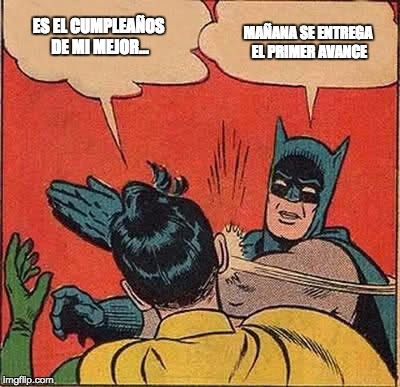 ES EL CUMPLEAÑOS
DE MI MEJOR...
MAÑANA SE ENTREGA
EL PRIMER AVANCE
imgflip.com